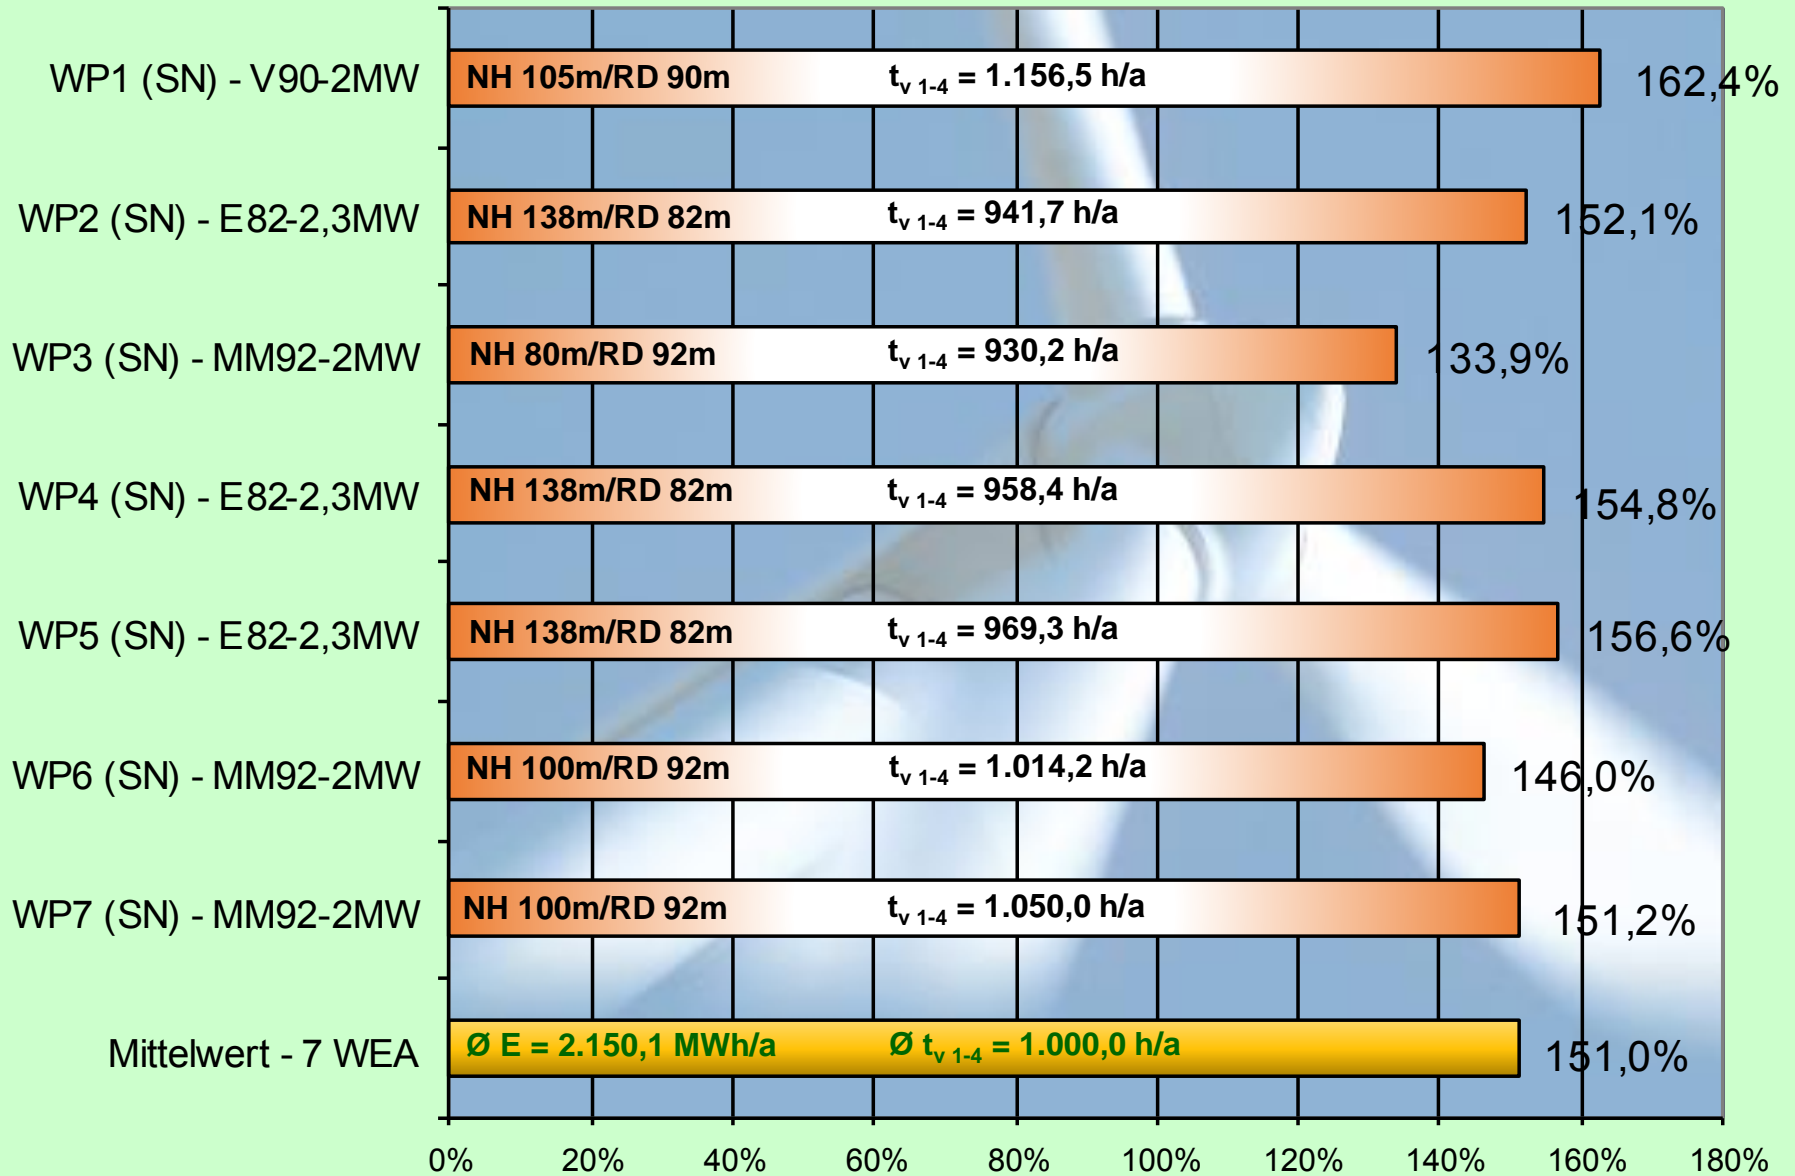 WP1 (SN) - V90-2MW NH 105m/RD 90m tv 1-4 = 1.156,5 h/a 162,4%
WP2 (SN) - E82-2,3MW NH 138m/RD 82m tv 1-4 = 941,7 h/a 152,1%
WP3 (SN) - MM92-2MW NH 80m/RD 92m tv 1-4 = 930,2 h/a 133,9%
WP4 (SN) - E82-2,3MW NH 138m/RD 82m tv 1-4 = 958,4 h/a 154,8%
WP5 (SN) - E82-2,3MW NH 138m/RD 82m tv 1-4 = 969,3 h/a 156,6%
WP6 (SN) - MM92-2MW NH 100m/RD 92m tv 1-4 = 1.014,2 h/a 146,0%
WP7 (SN) - MM92-2MW NH 100m/RD 92m tv 1-4 = 1.050,0 h/a 151,2%
Mittelwert - 7 WEA Ø E = 2.150,1 MWh/a Ø tv 1-4 = 1.000,0 h/a 151,0%
0% 20% 40% 60% 80% 100% 120% 140% 160% 180%